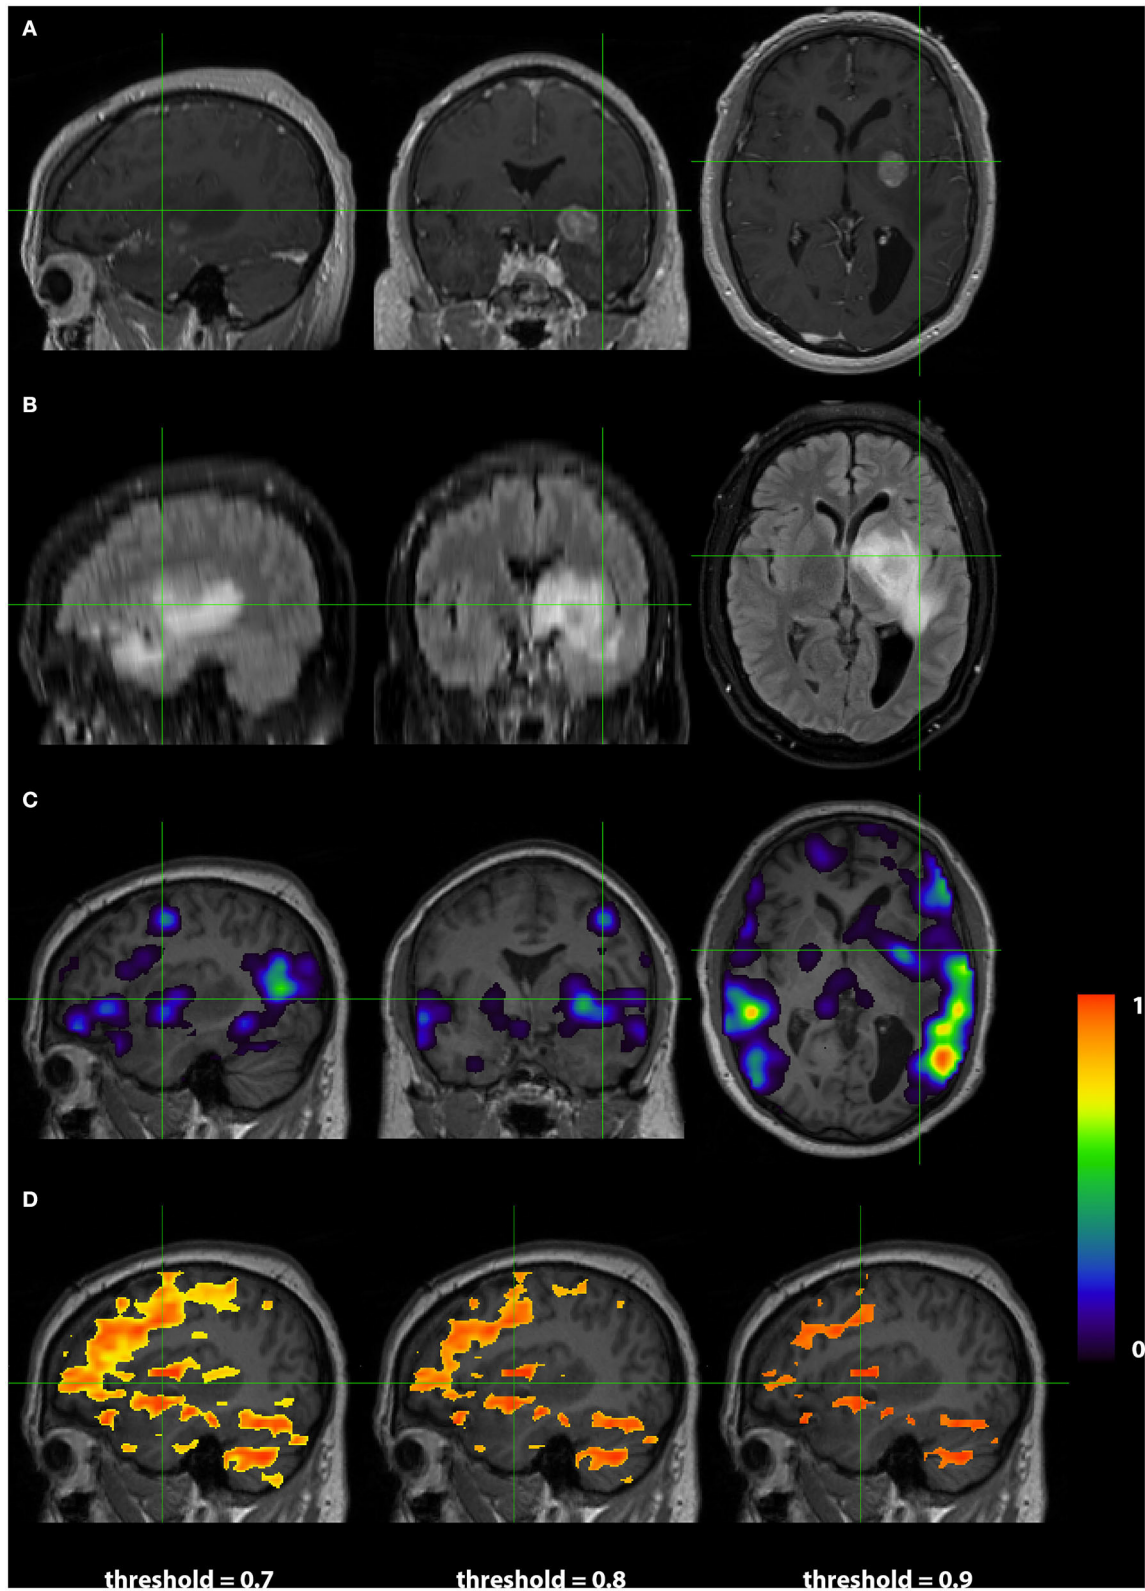 A
B
C
1
0
D
threshold = 0.7
threshold = 0.8
threshold = 0.9